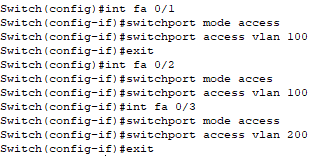 Switch(config)#int fa 0/1
Switch(config-if)#switchport mode access
Switch(config-if)#switchport access vlan 100
Switch(config-if)#exit
Switch(config)#int fa 0/2
Switch(config-if)#switchport mode acces
Switch(config-if)#switchport access vlan 100
Switch(config-if)#int fa 0/3
Switch(config-if)#switchport mode access
Switch(config-if)#switchport access vlan 200
Switch(config-if)#exit